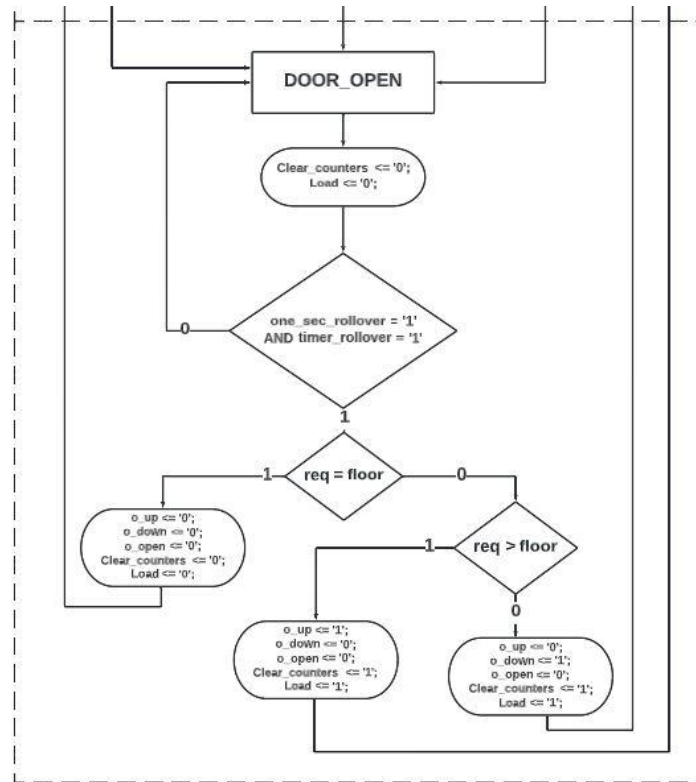 DOOR_OPEN
Clear_counters <= '0';
Load <= '0';
one_sec_rollover = '1'
AND timer_rollover = '1'
0
1
req = floor
1
0
o_up <= '0';
o_down <= '0';
o_open <= '0';
Clear_counters <= '0';
Load <= '0';
req > floor
1
0
o_up <= '1';
o_down <= '0';
o_open <= '0';
Clear_counters <= '1';
Load <= '1';
o_up <= '0';
o_down <= '1';
o_open <= '0';
Clear_counters <= '1';
Load <= '1';